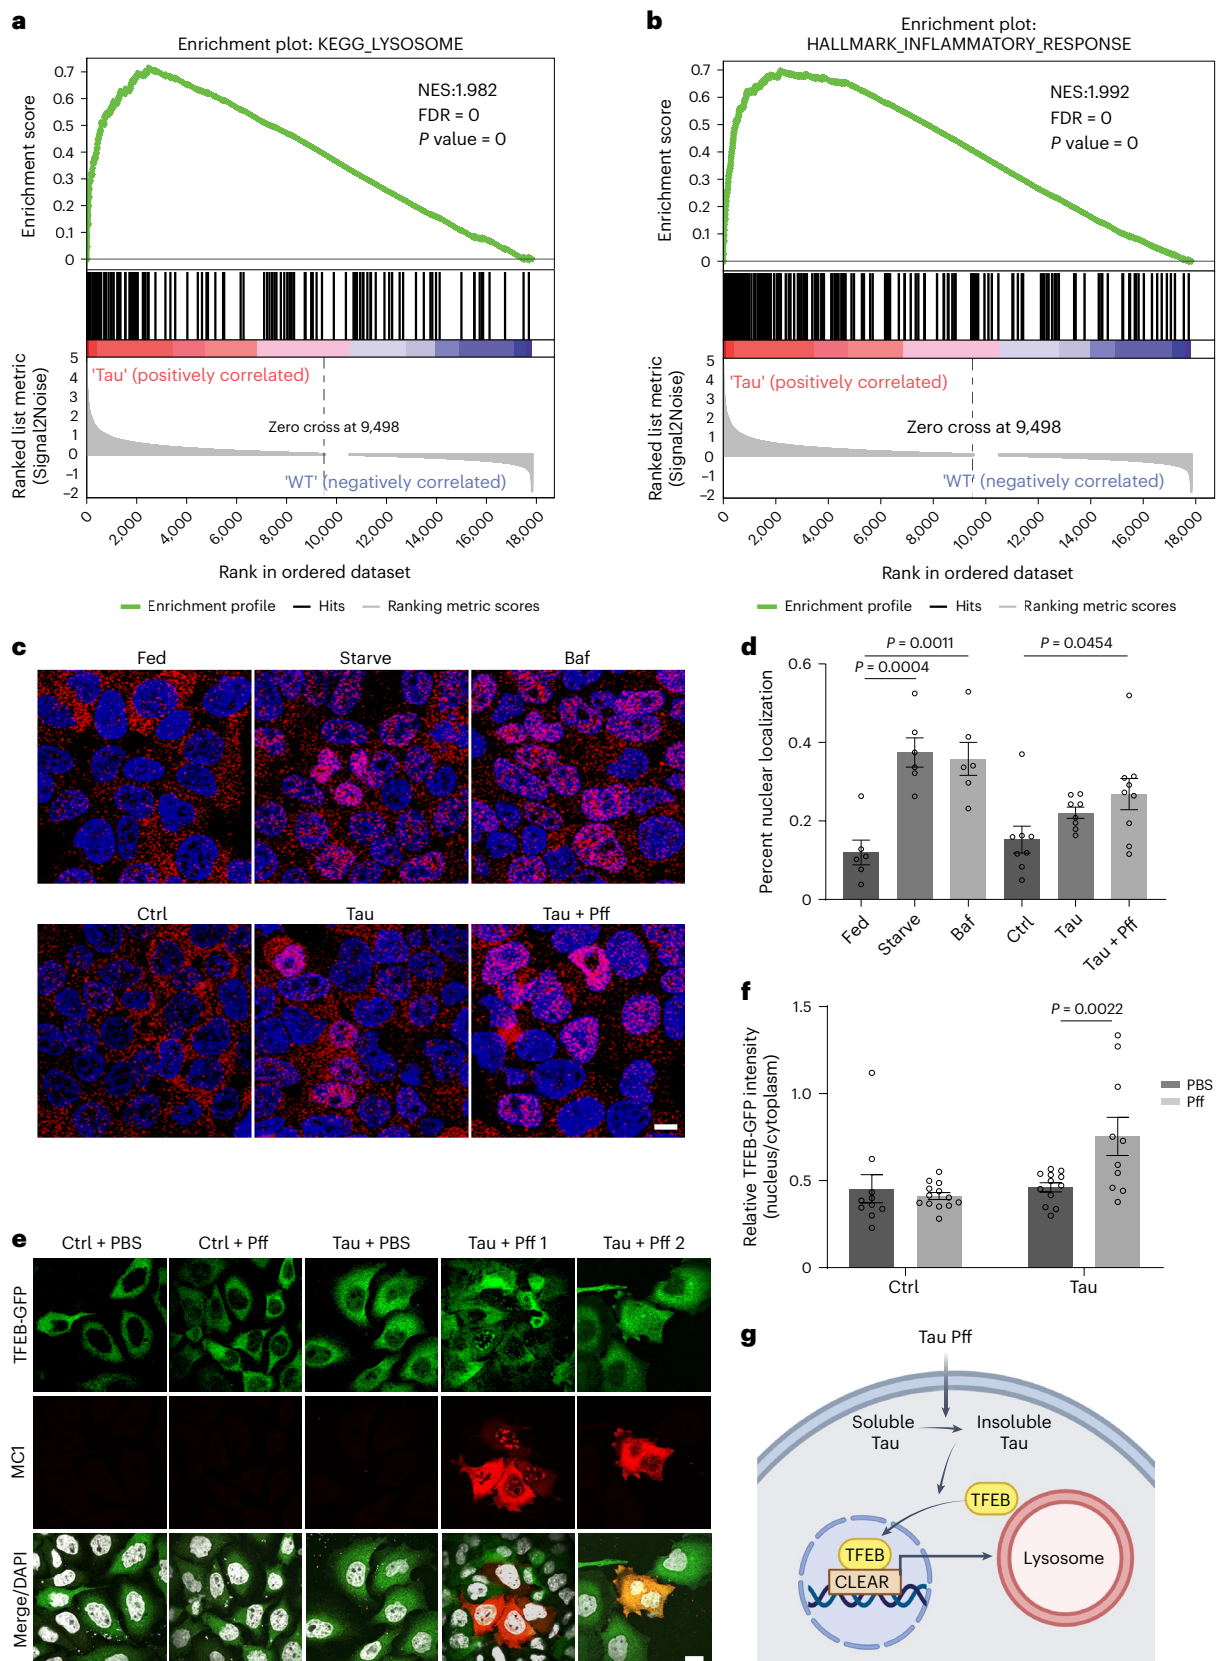 a
Enrichment plot: KEGG_LYSOSOME
NES:1.982
FDR = 0
P value = 0
Enrichment score
0.7
0.6
0.5
0.4
0.3
0.2
0.1
0
5
4
3
2
1
0
−1
−2
Ranked list metric
(Signal2Noise)
'Tau' (positively correlated)
Zero cross at 9,498
'WT' (negatively correlated)
0
2,000
4,000
6,000
8,000
10,000
12,000
14,000
16,000
18,000
Rank in ordered dataset
Enrichment profile
Hits
Ranking metric scores
b
Enrichment plot:
HALLMARK_INFLAMMATORY_RESPONSE
NES:1.992
FDR = 0
P value = 0
Enrichment score
0.7
0.6
0.5
0.4
0.3
0.2
0.1
0
5
4
3
2
1
0
−1
−2
Ranked list metric
(Signal2Noise)
'Tau' (positively correlated)
Zero cross at 9,498
'WT' (negatively correlated)
0
2,000
4,000
6,000
8,000
10,000
12,000
14,000
16,000
18,000
Rank in ordered dataset
Enrichment profile
Hits
Ranking metric scores
c
Fed
Starve
Baf
Ctrl
Tau
Tau + Pff
d
P = 0.0011
P = 0.0454
P = 0.0004
Percent nuclear localization
0.6
0.4
0.2
0
Fed
Starve
Baf
Ctrl
Tau
Tau + Pff
e
Ctrl + PBS
Ctrl + Pff
Tau + PBS
Tau + Pff 1
Tau + Pff 2
TFEB-GFP
MC1
Merge/DAPI
f
P = 0.0022
Relative TFEB-GFP intensity
(nucleus/cytoplasm)
1.5
1.0
0.5
0
Ctrl
Tau
PBS
Pff
g
Tau Pff
Soluble
Tau
Insoluble
Tau
TFEB
TFEB
CLEAR
Lysosome